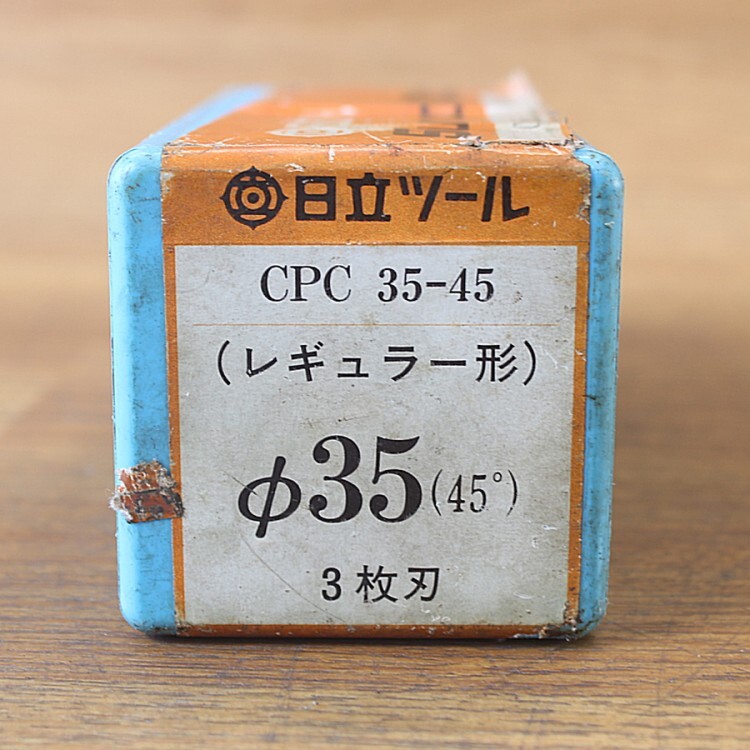 日立ツール
CPC 35-45
(レギュラー形)
φ35(45°)
3枚刃